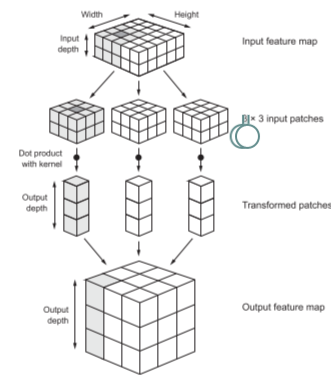 Width
Height
Input
depth
Input feature map
3 × 3 input patches
Dot product
with kernel
Output
depth
Transformed patches
Output
depth
Output feature map